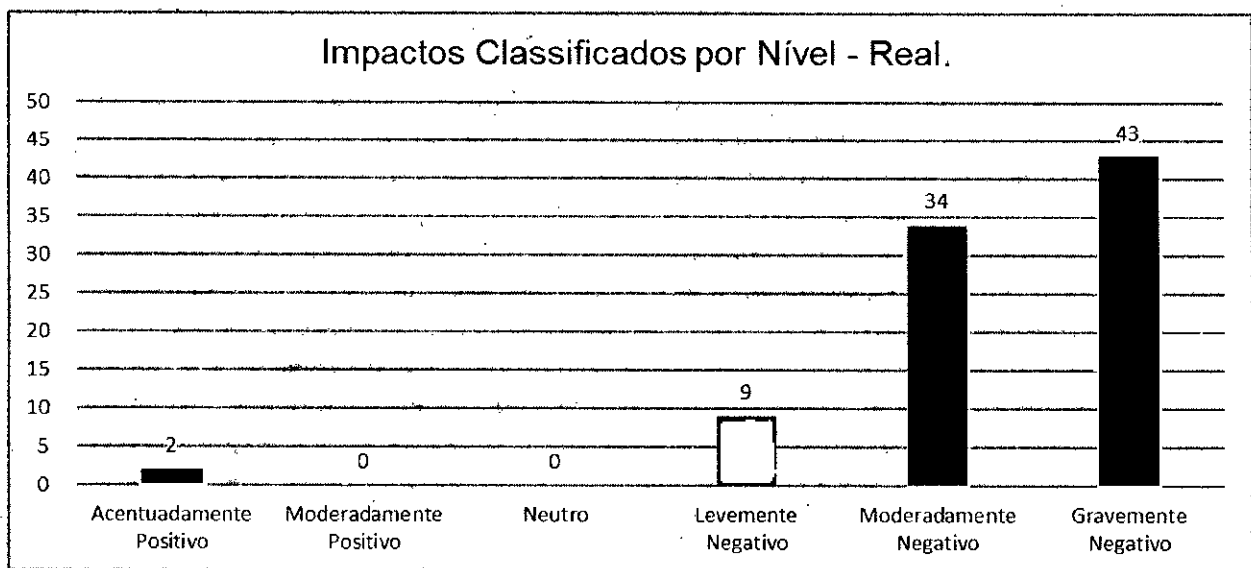 Impactos Classificados por Nível - Real.
50
45
40
35
30
25
20
15
10
5
0
2
0
0
9
34
43
Acentuadamente
Positivo
Moderadamente
Positivo
Neutro
Levemente
Negativo
Moderadamente
Negativo
Gravemente
Negativo